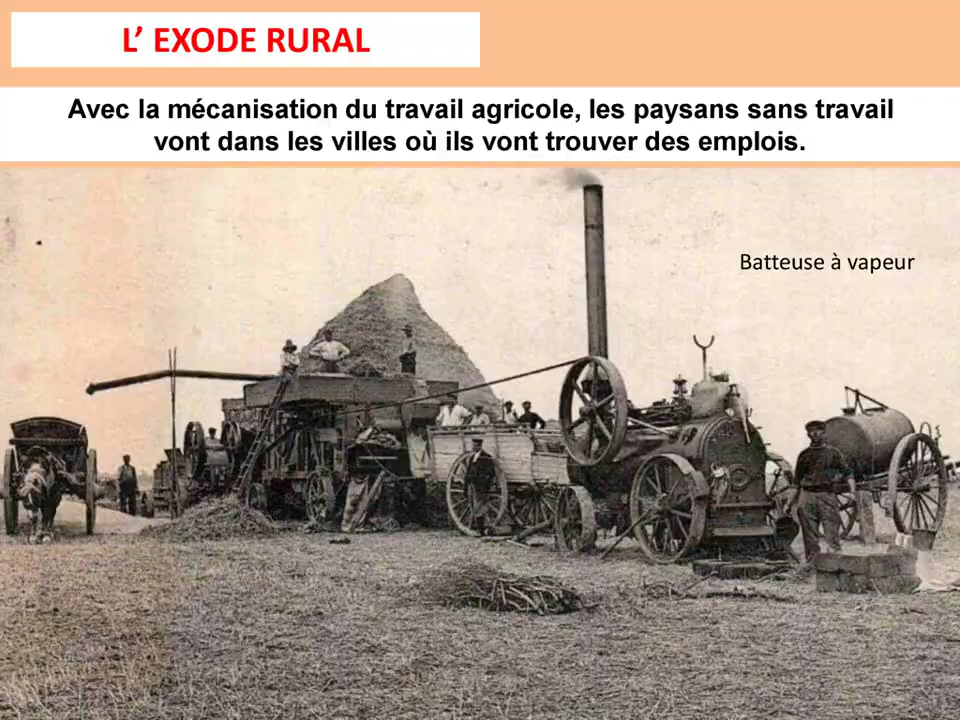 L’ EXODE RURAL
Avec la mécanisation du travail agricole, les paysans sans travail
vont dans les villes où ils vont trouver des emplois.
Batteuse à vapeur